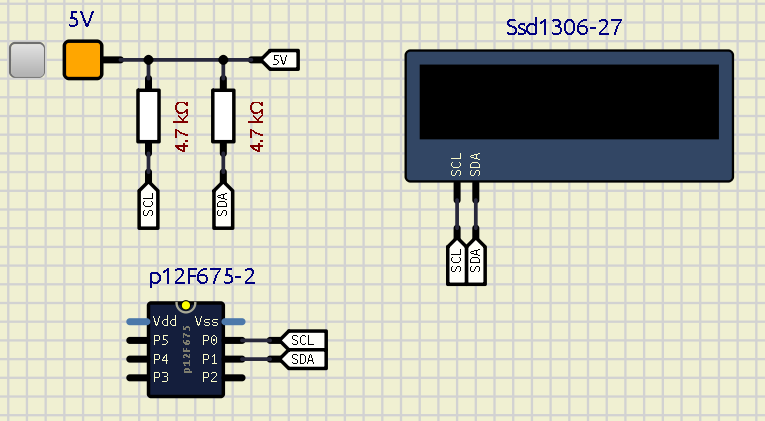 5V
Ssd1306-27
5V
4.7 kΩ
4.7 kΩ
SCL
SDA
SCL
SDA
SCL
SDA
p12F675-2
Vdd
Vss
P5
P0
SCL
P4
P1
SDA
P3
P2
p12F675